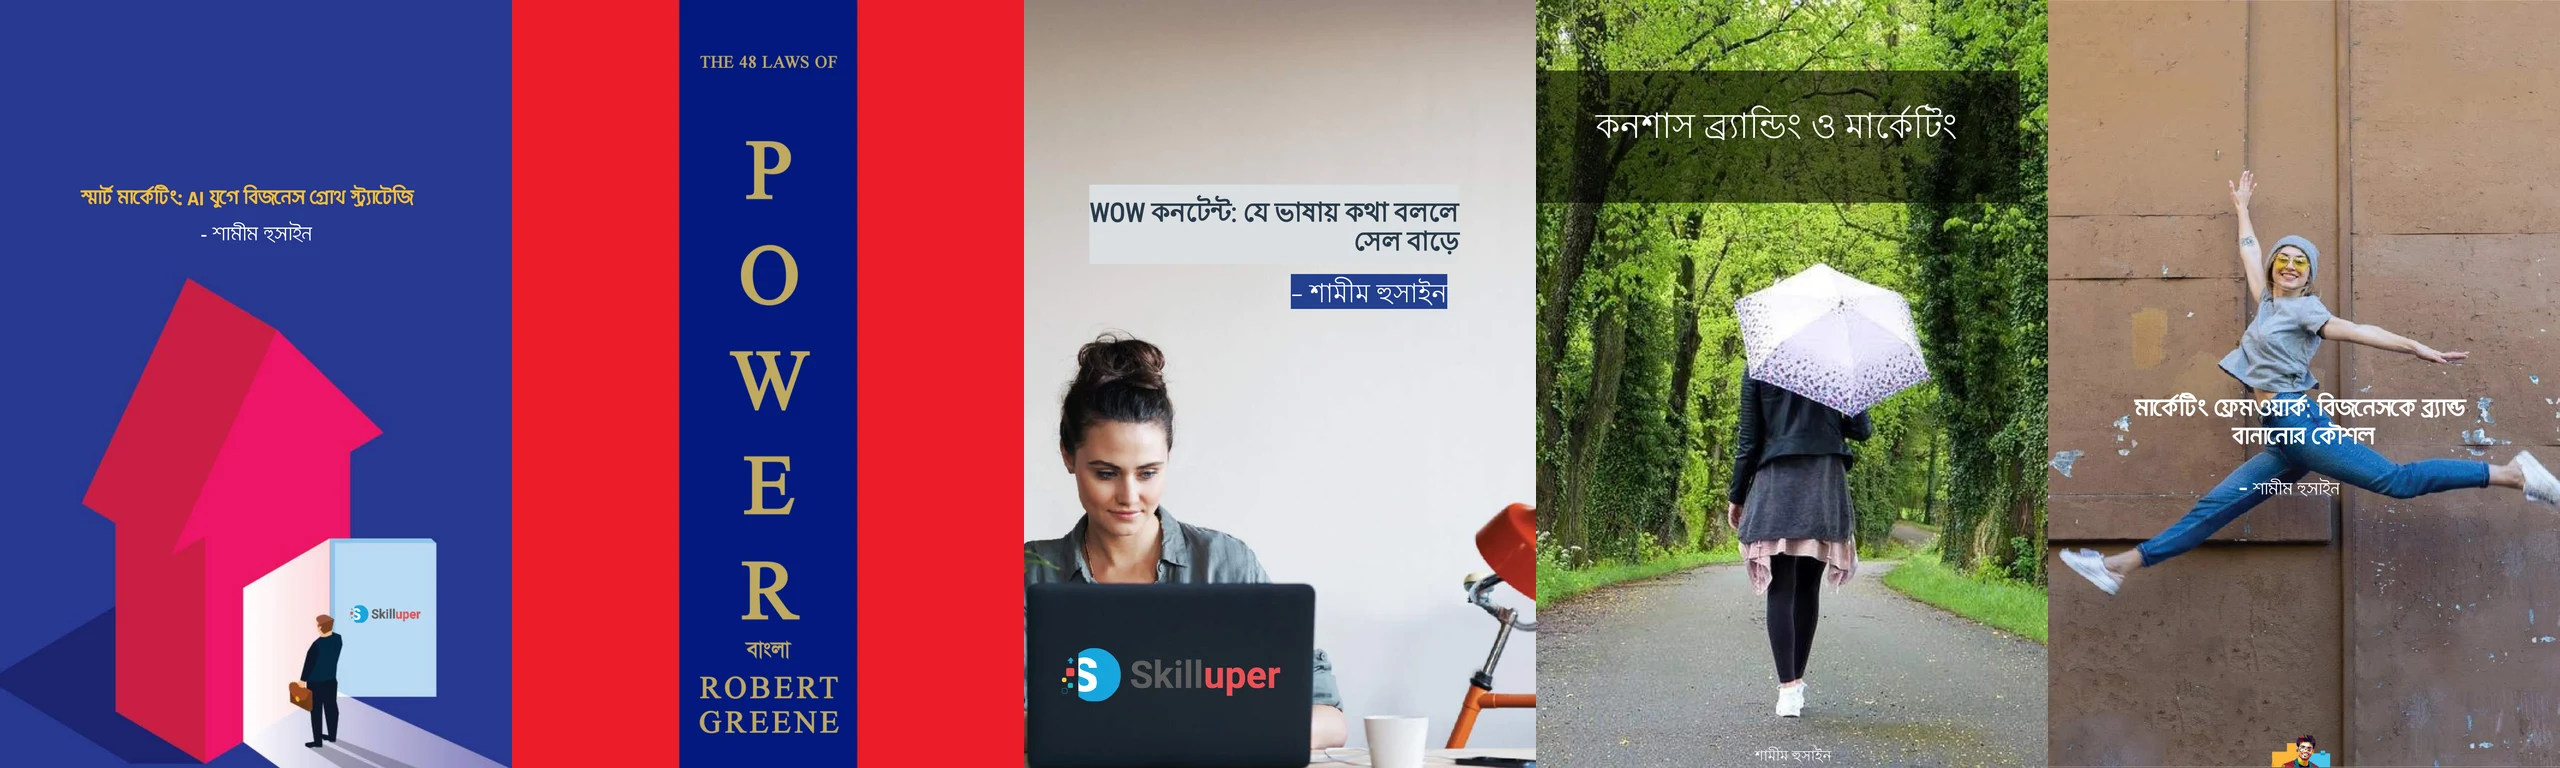 স্মার্ট মার্কেটিং: AI যুগে বিজনেস গ্রোথ স্ট্র্যাটেজি
- শামীম হুসাইন
Skilluper
THE 48 LAWS OF
P
O
W
E
R
বাংলা
ROBERT
GREENE
WOW কনটেন্ট: যে ভাষায় কথা বললে
সেল বাড়ে
– শামীম হুসাইন
Skilluper
কনশাস ব্র্যান্ডিং ও মার্কেটিং
শামীম হুসাইন
মার্কেটিং ফ্রেমওয়ার্ক: বিজনেসকে ব্র্যান্ড
বানানোর কৌশল
– শামীম হুসাইন